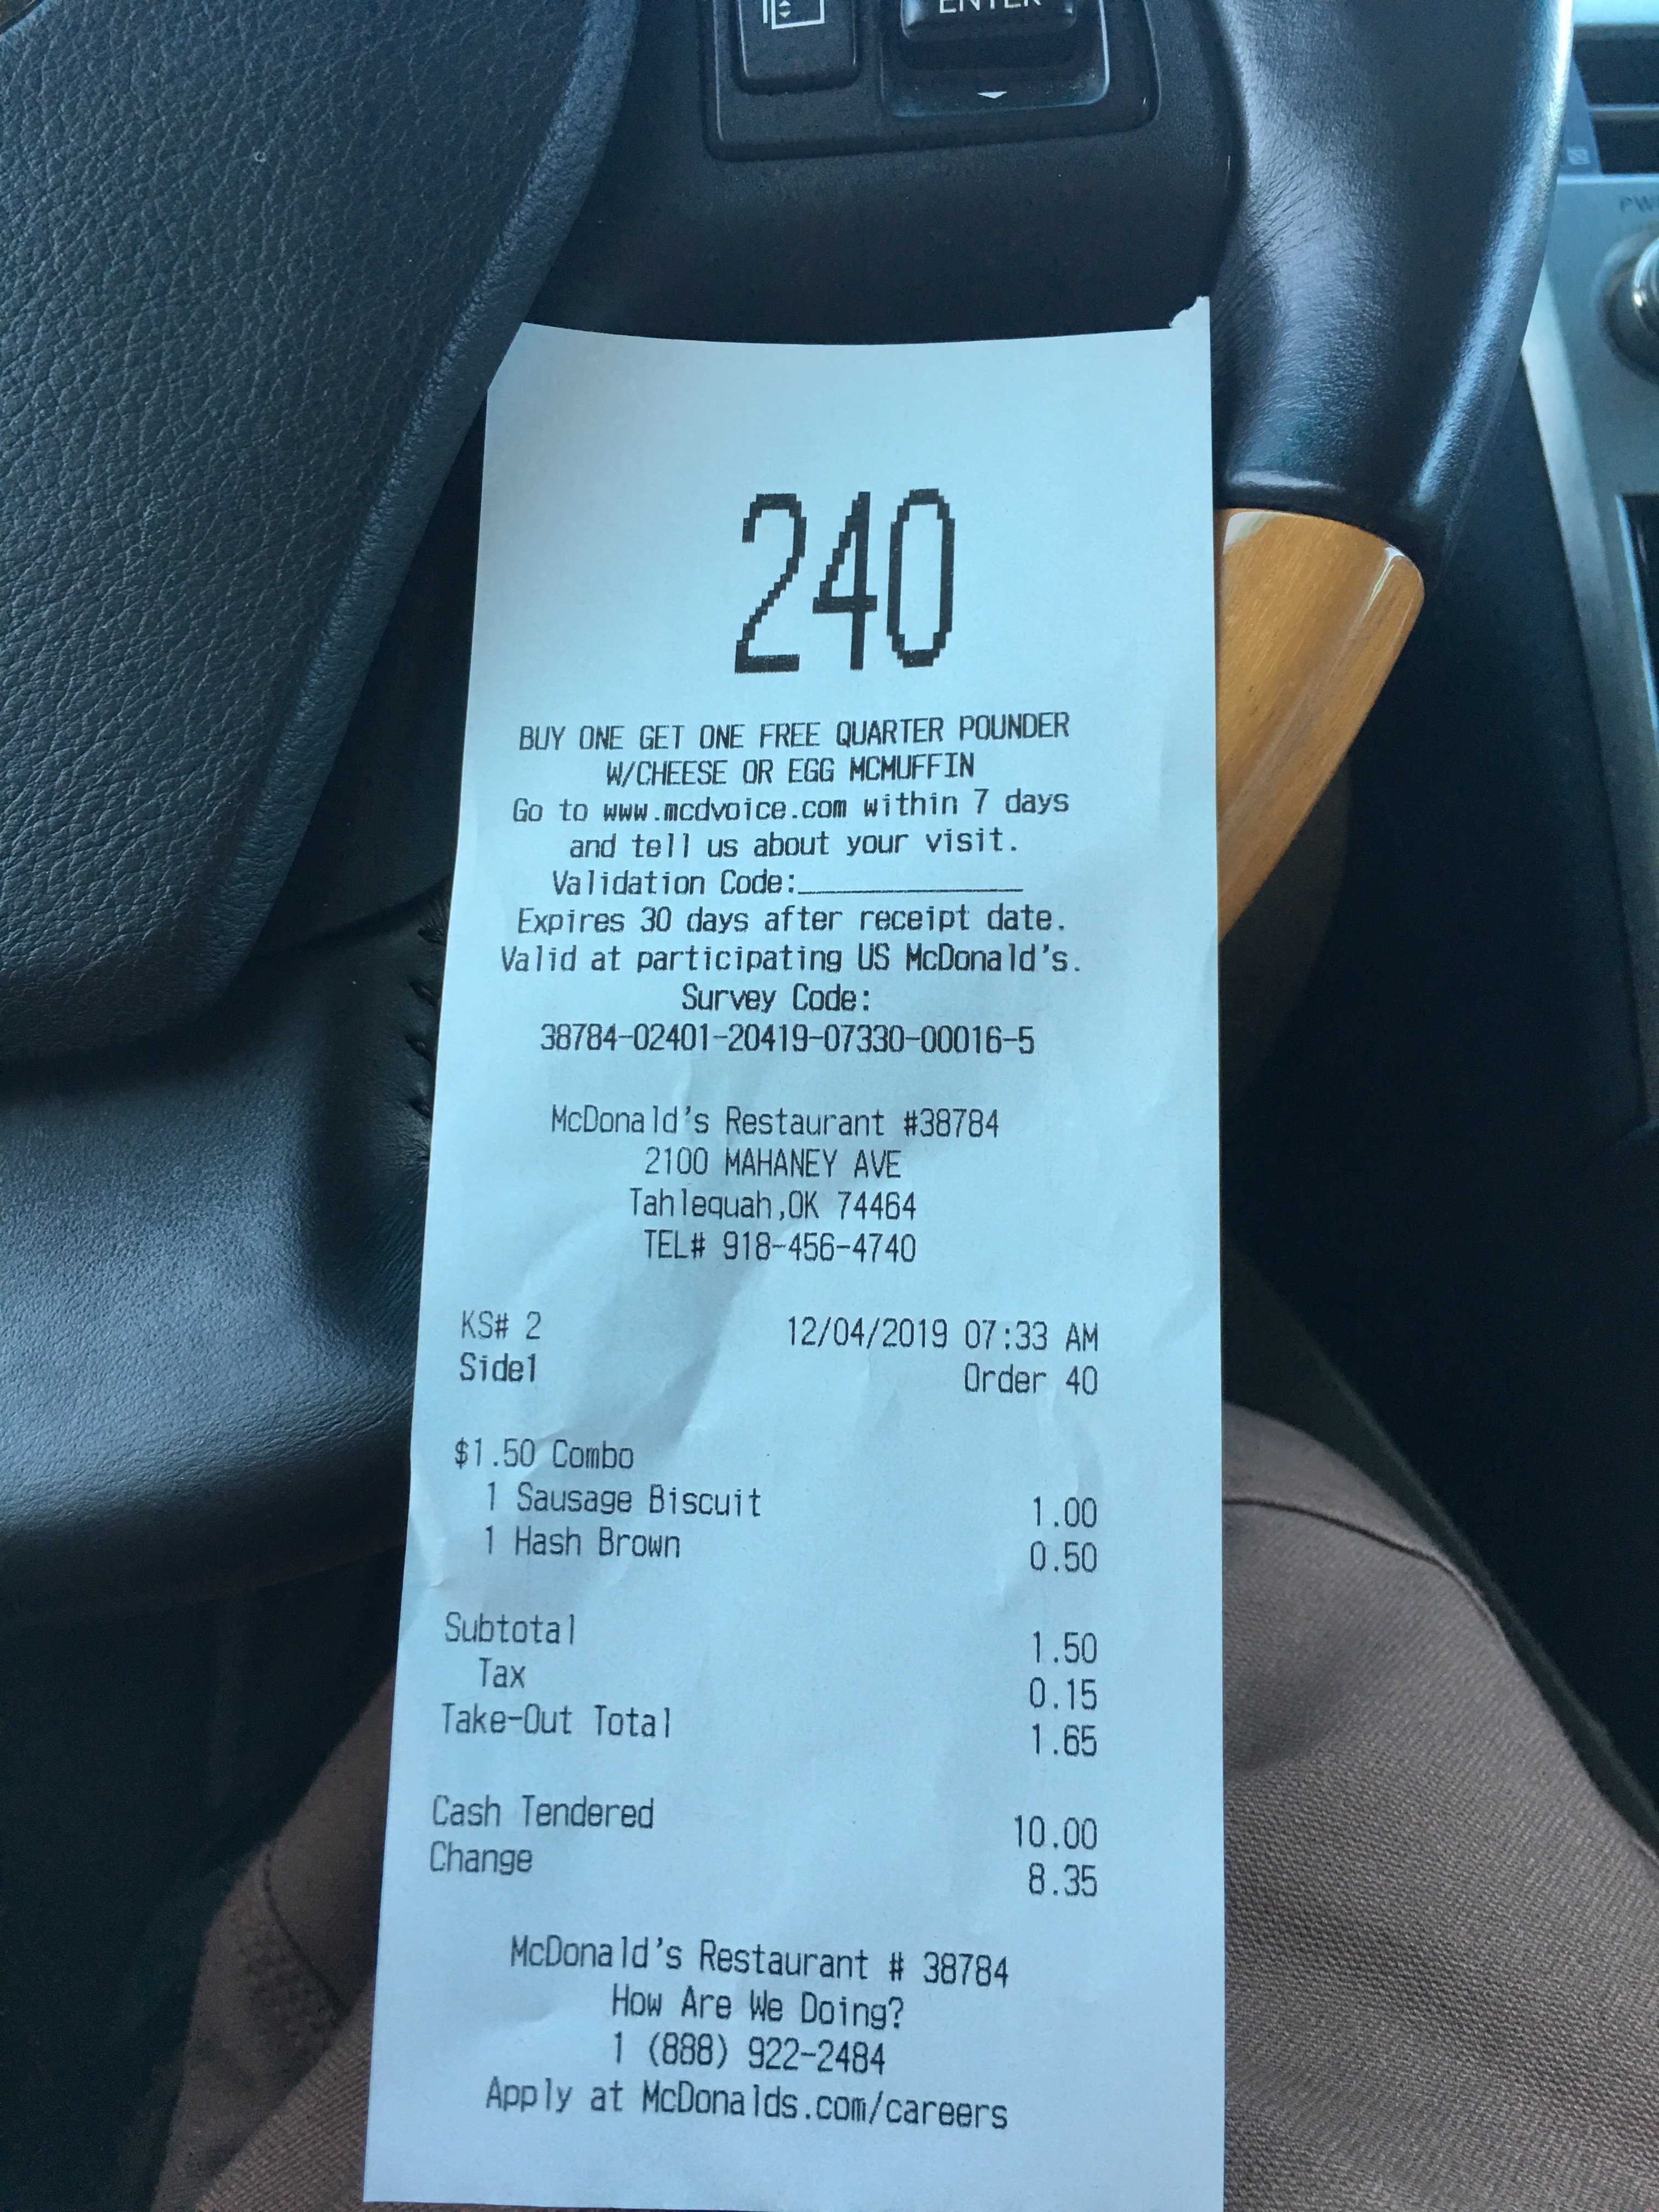 ENTER
PW
240
BUY ONE GET ONE FREE QUARTER POUNDER
W/CHEESE OR EGG MCMUFFIN
Go to www.mcdvoice.com within 7 days
and tell us about your visit.
Validation Code:______________
Expires 30 days after receipt date.
Valid at participating US McDonald's.
Survey Code:
38784-02401-20419-07330-00016-5
McDonald's Restaurant #38784
2100 MAHANEY AVE
Tahlequah,OK 74464
TEL# 918-456-4740
KS# 2 12/04/2019 07:33 AM
Side1 Order 40
$1.50 Combo
1 Sausage Biscuit 1.00
1 Hash Brown 0.50
Subtotal 1.50
Tax 0.15
Take-Out Total 1.65
Cash Tendered 10.00
Change 8.35
McDonald's Restaurant # 38784
How Are We Doing?
1 (888) 922-2484
Apply at McDonalds.com/careers